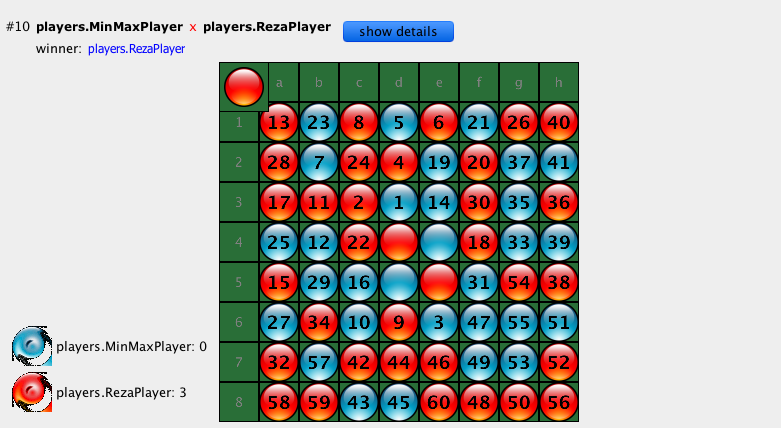 #10 players.MinMaxPlayer x players.RezaPlayer show details
winner: players.RezaPlayer
a b c d e f g h
1 13 23 8 5 6 21 26 40
2 28 7 24 4 19 20 37 41
3 17 11 2 1 14 30 35 36
4 25 12 22 18 33 39
5 15 29 16 31 54 38
6 27 34 10 9 3 47 55 51
players.MinMaxPlayer: 0
7 32 57 42 44 46 49 53 52
players.RezaPlayer: 3
8 58 59 43 45 60 48 50 56